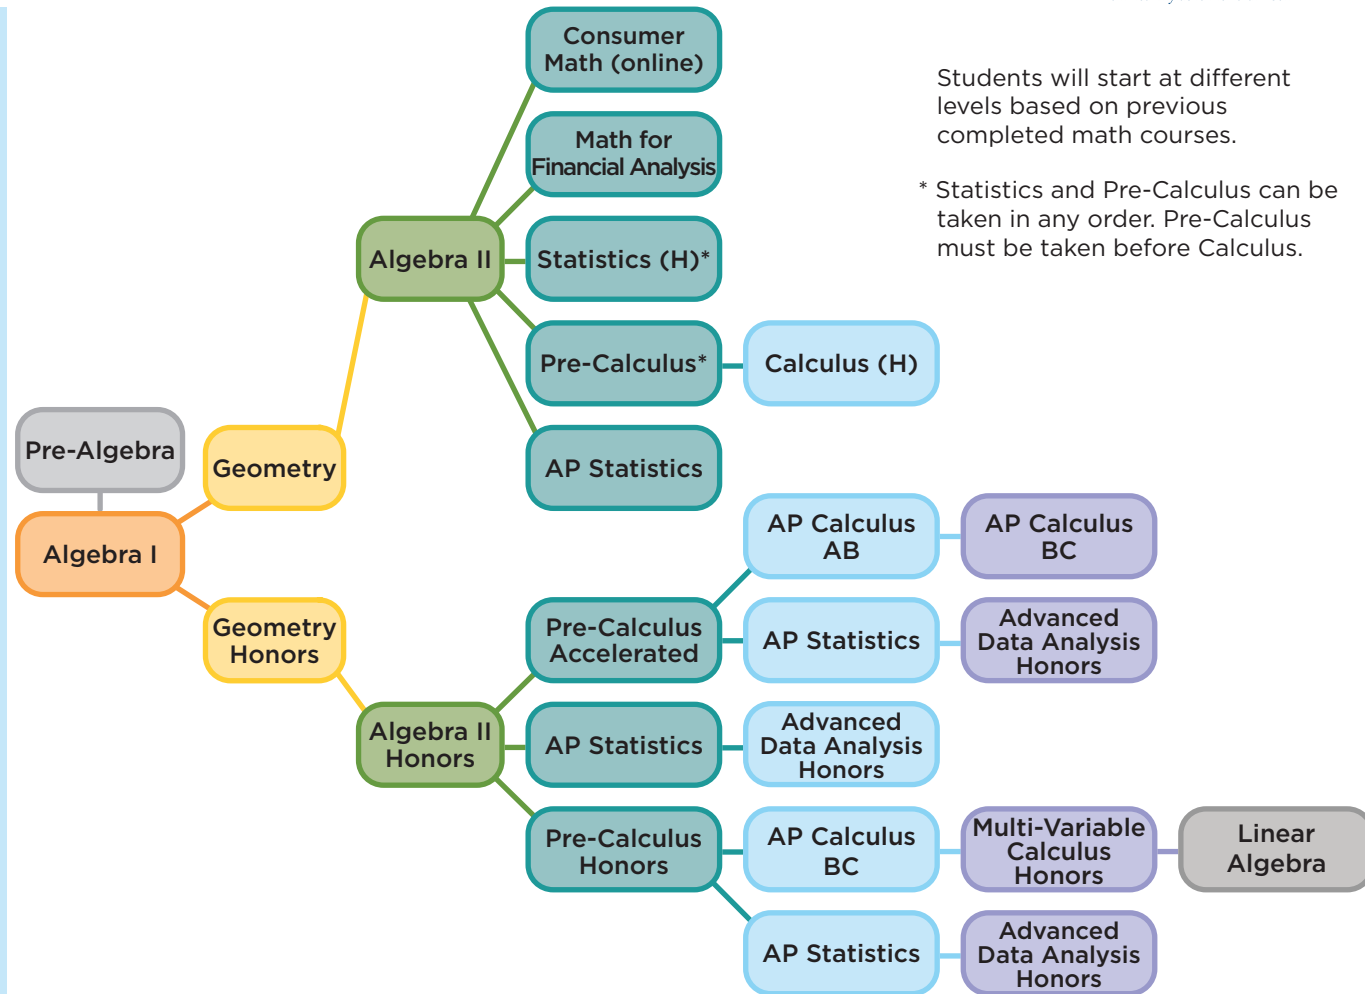 Consumer
Math (online)
Students will start at different
levels based on previous
completed math courses.
Math for
Financial Analysis
* Statistics and Pre-Calculus can be
taken in any order. Pre-Calculus
must be taken before Calculus.
Algebra II
Statistics (H)*
Pre-Calculus*
Calculus (H)
Pre-Algebra
Geometry
AP Statistics
Algebra I
AP Calculus
AB
AP Calculus
BC
Geometry
Honors
Pre-Calculus
Accelerated
AP Statistics
Advanced
Data Analysis
Honors
Algebra II
Honors
AP Statistics
Advanced
Data Analysis
Honors
Pre-Calculus
Honors
AP Calculus
BC
Multi-Variable
Calculus
Honors
Linear
Algebra
AP Statistics
Advanced
Data Analysis
Honors